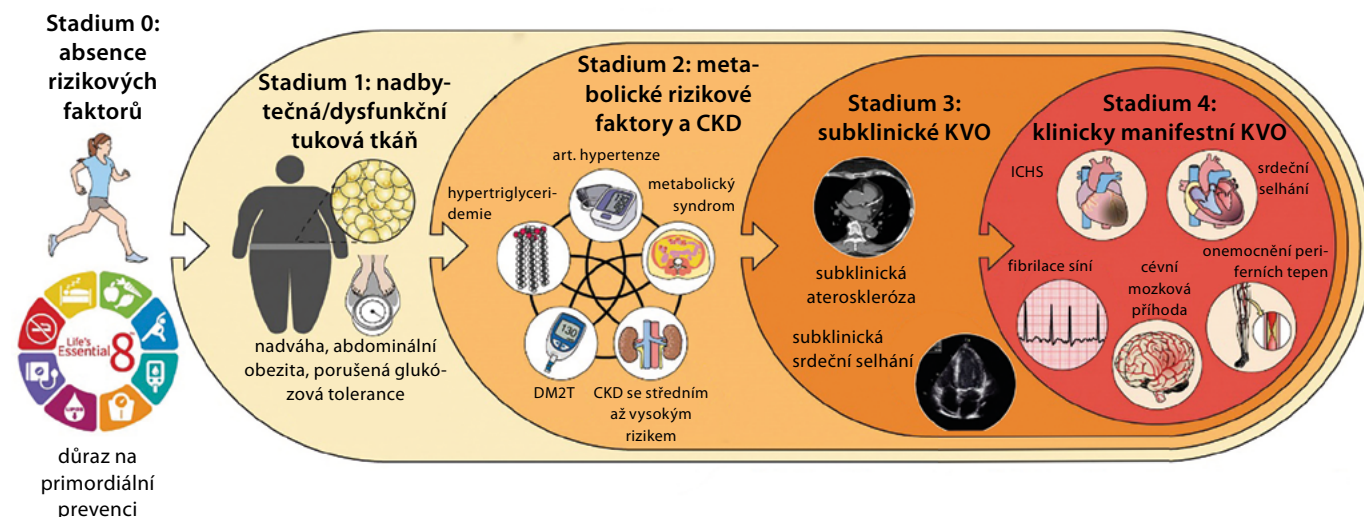 Stadium 0:
absence
rizikových
faktorů
Life's
Essential 8™
LIPIDS
důraz na
primordiální
prevenci
Stadium 1: nadby-
tečná/dysfunkční
tuková tkáň
nadváha, abdominální
obezita, porušená glukó-
zová tolerance
Stadium 2: meta-
bolické rizikové
faktory a CKD
art. hypertenze
hypertriglyceri-
demie
metabolický
syndrom
130
DM2T
CKD se středním
až vysokým
rizikem
Stadium 3:
subklinické KVO
subklinická
ateroskleróza
subklinická
srdeční selhání
Stadium 4:
klinicky manifestní KVO
ICHS
srdeční
selhání
fibrilace síní
cévní
mozková
příhoda
onemocnění peri-
ferních tepen